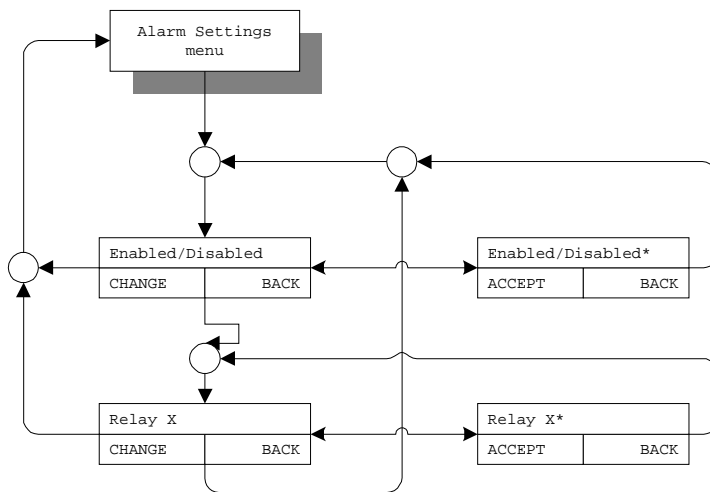 Alarm Settings
menu
Enabled/Disabled
CHANGE BACK
Enabled/Disabled*
ACCEPT BACK
Relay X
CHANGE BACK
Relay X*
ACCEPT BACK